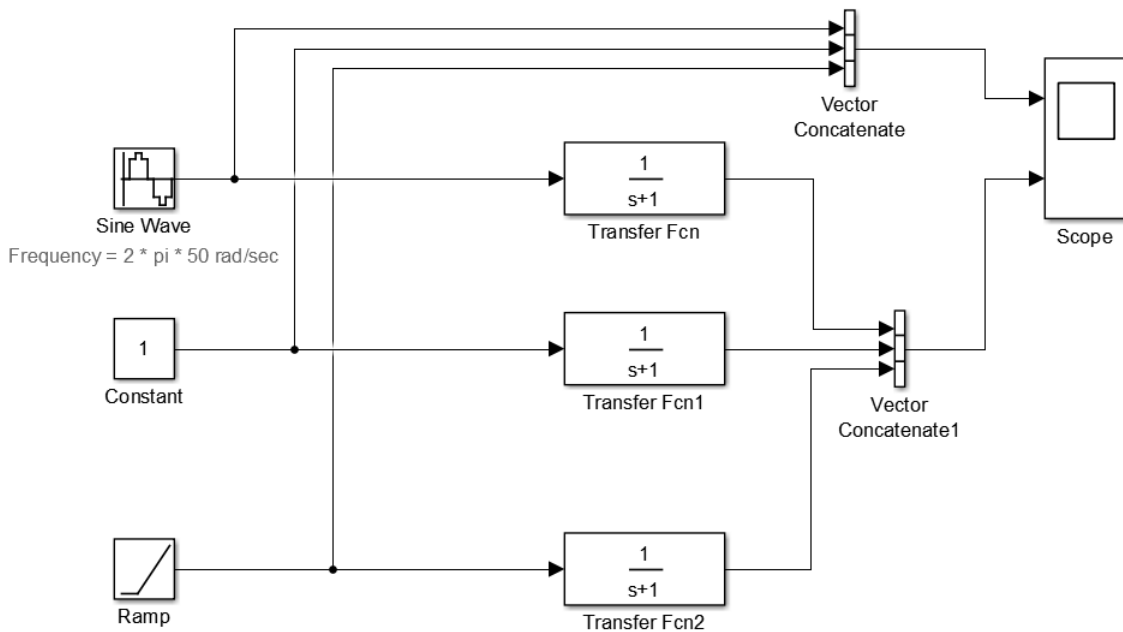 Vector
Concatenate
1
s+1
Transfer Fcn
Sine Wave
Frequency = 2 * pi * 50 rad/sec
Scope
1
Constant
1
s+1
Transfer Fcn1
Vector
Concatenate1
Ramp
1
s+1
Transfer Fcn2